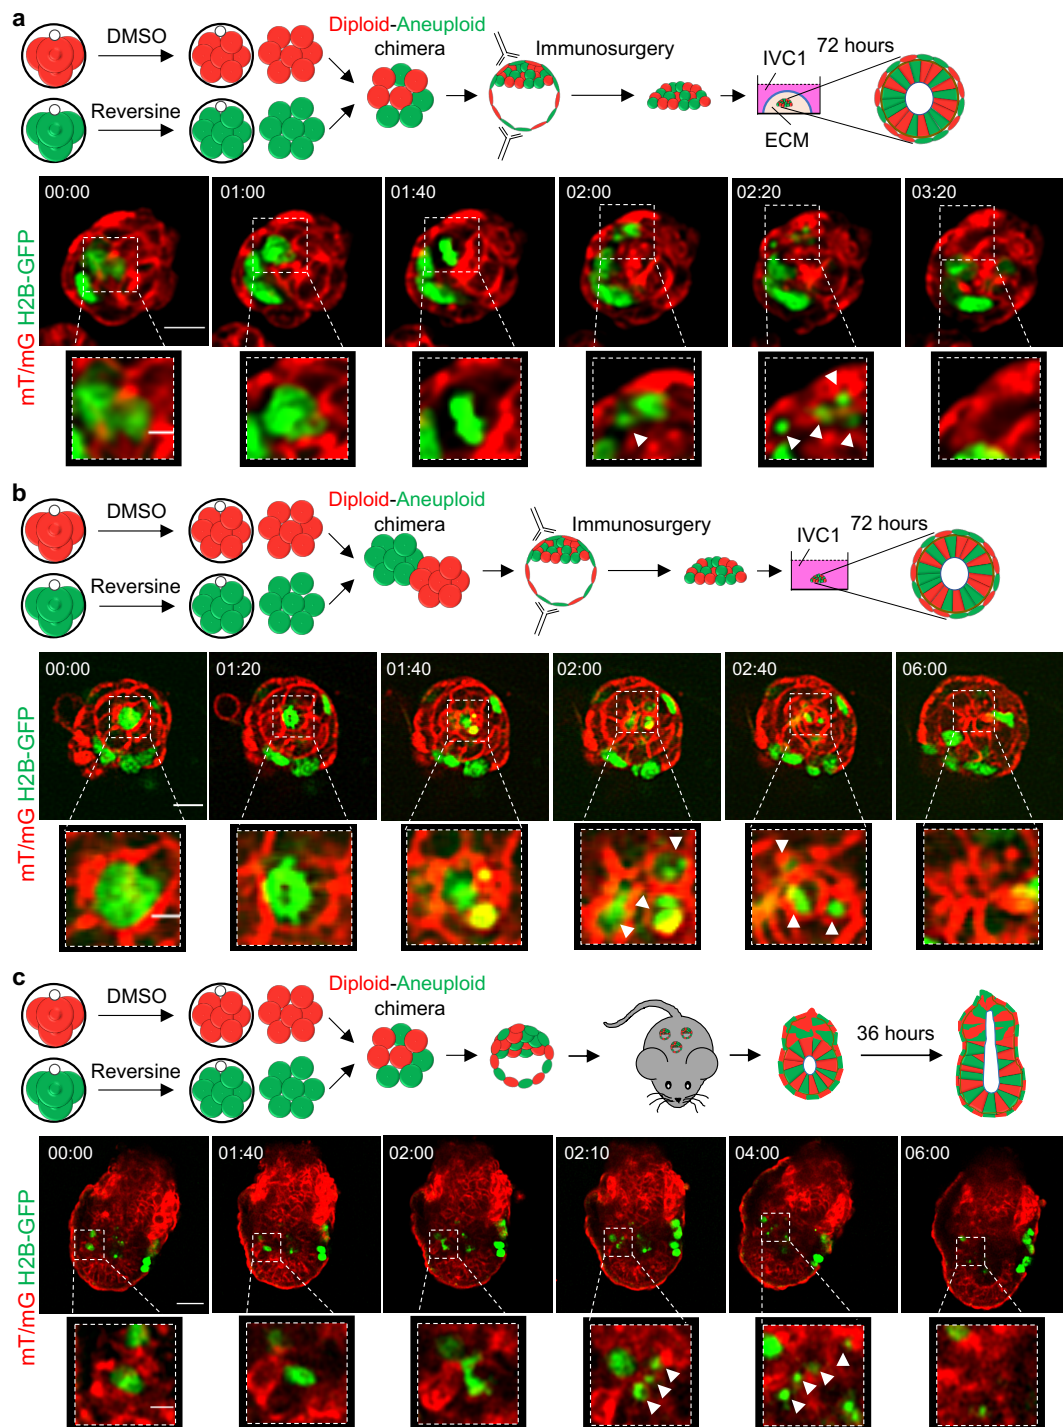 a
DMSO
Reversine
Diploid-Aneuploid
chimera
Immunosurgery
IVC1
ECM
72 hours
mT/mG H2B-GFP
00:00
01:00
01:40
02:00
02:20
03:20
b
DMSO
Reversine
Diploid-Aneuploid
chimera
Immunosurgery
IVC1
72 hours
mT/mG H2B-GFP
00:00
01:20
01:40
02:00
02:40
06:00
c
DMSO
Reversine
Diploid-Aneuploid
chimera
36 hours
mT/mG H2B-GFP
00:00
01:40
02:00
02:10
04:00
06:00